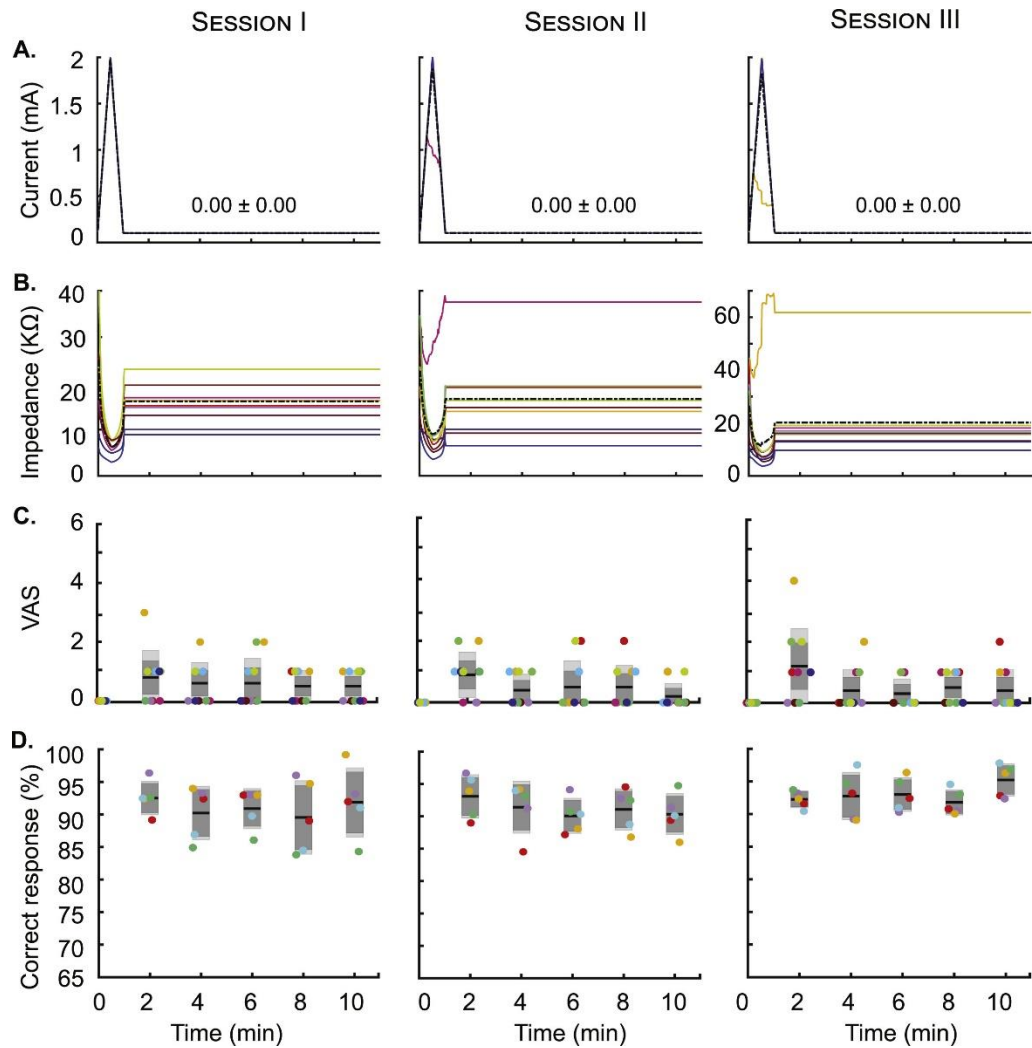 SESSION I SESSION II SESSION III
A.
Current (mA)
2
1.5
1
0.5
0
0.00 ± 0.00 0.00 ± 0.00 0.00 ± 0.00
B.
Impedance (KΩ)
40
30
20
10
0
60
40
20
0
C.
VAS
6
4
2
0
D.
Correct response (%)
100
95
90
85
80
75
70
65
0 2 4 6 8 10 0 2 4 6 8 10 0 2 4 6 8 10
Time (min) Time (min) Time (min)